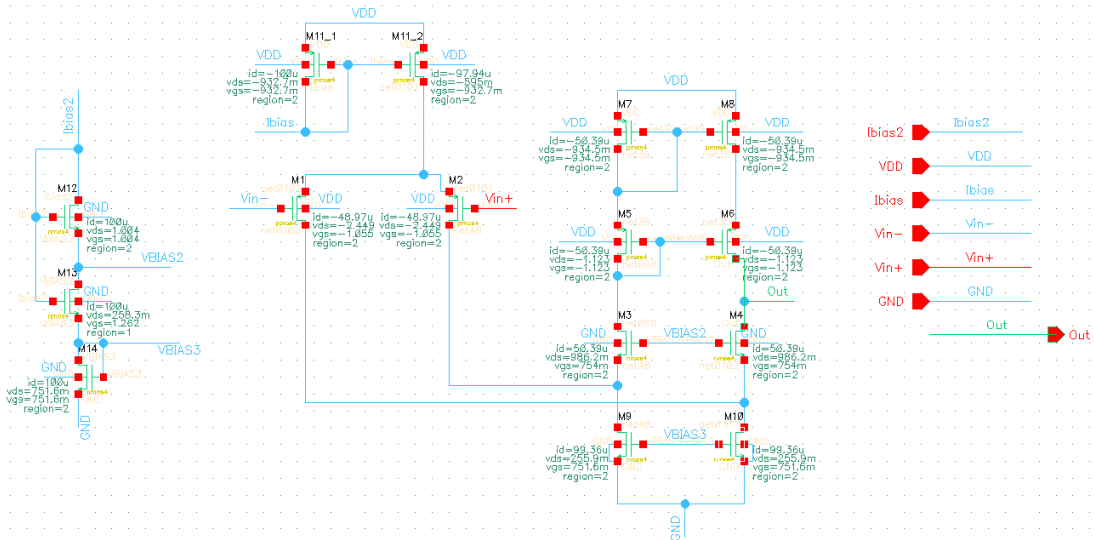 VDD
M11_1
M11_2
VDD
VDD
id=-100u
vds=-932.7m
vgs=-932.7m
region=2
id=-97.94u
vds=-595m
vgs=-932.7m
region=2
Ibias
pmos4
pmos4
Ibias2
M12
GND
id=100u
vds=1.004
vgs=1.004
region=2
VBIAS2
M13
GND
id=100u
vds=258.3m
vgs=1.262
region=1
VBIAS3
M14
GND
id=100u
vds=751.6m
vgs=751.6m
region=2
GND
M1
M2
Vin-
VDD
VDD
Vin+
id=-48.97u
vds=-2.449
vgs=-1.055
region=2
id=-48.97u
vds=-2.449
vgs=-1.055
region=2
VDD
M7
M8
VDD
VDD
id=-50.39u
vds=-934.5m
vgs=-934.5m
region=2
id=-50.39u
vds=-934.5m
vgs=-934.5m
region=2
M5
M6
VDD
VDD
id=-50.39u
vds=-1.123
vgs=-1.123
region=2
id=-50.39u
vds=-1.123
vgs=-1.123
region=2
Out
M3
M4
GND
VBIAS2
GND
id=50.39u
vds=986.2m
vgs=754m
region=2
id=50.39u
vds=986.2m
vgs=754m
region=2
M9
M10
VBIAS3
id=99.36u
vds=255.9m
vgs=751.6m
region=2
id=99.36u
vds=255.9m
vgs=751.6m
region=2
GND
Ibias2
Ibias2
VDD
VDD
Ibias
Ibias
Vin-
Vin-
Vin+
Vin+
GND
GND
Out
Out